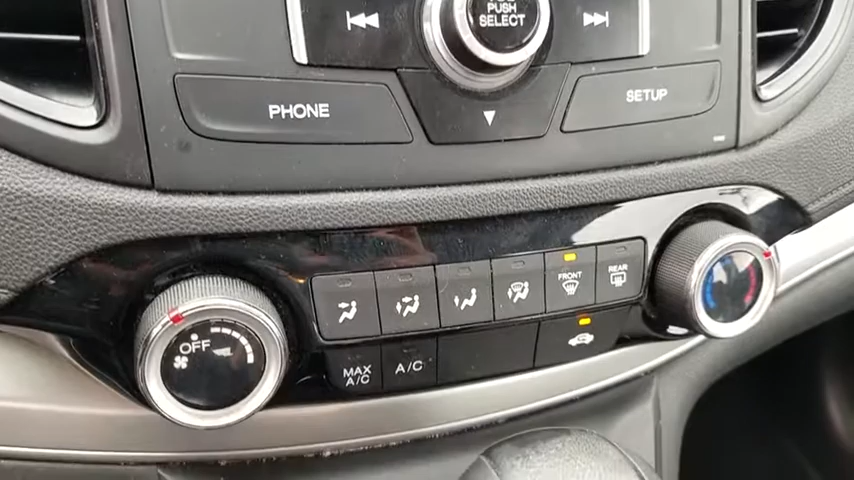 PUSH
SELECT
PHONE
SETUP
FRONT
REAR
OFF
MAX
A/C
A/C